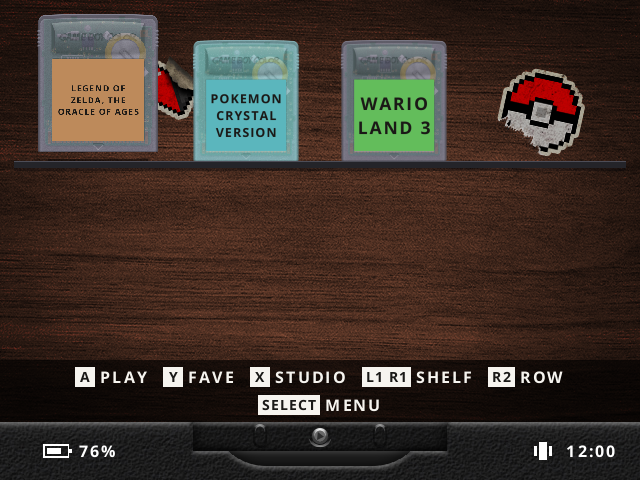 LEGEND OF
ZELDA, THE
ORACLE OF AGES
POKEMON
CRYSTAL
VERSION
WARIO
LAND 3
A PLAY Y FAVE X STUDIO L1 R1 SHELF R2 ROW
SELECT MENU
76%
12:00